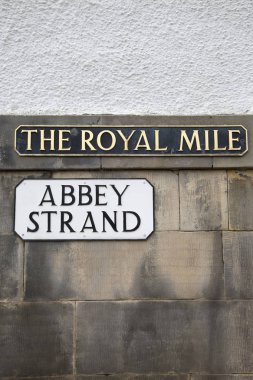 THE ROYAL MILE
ABBEY
STRAND